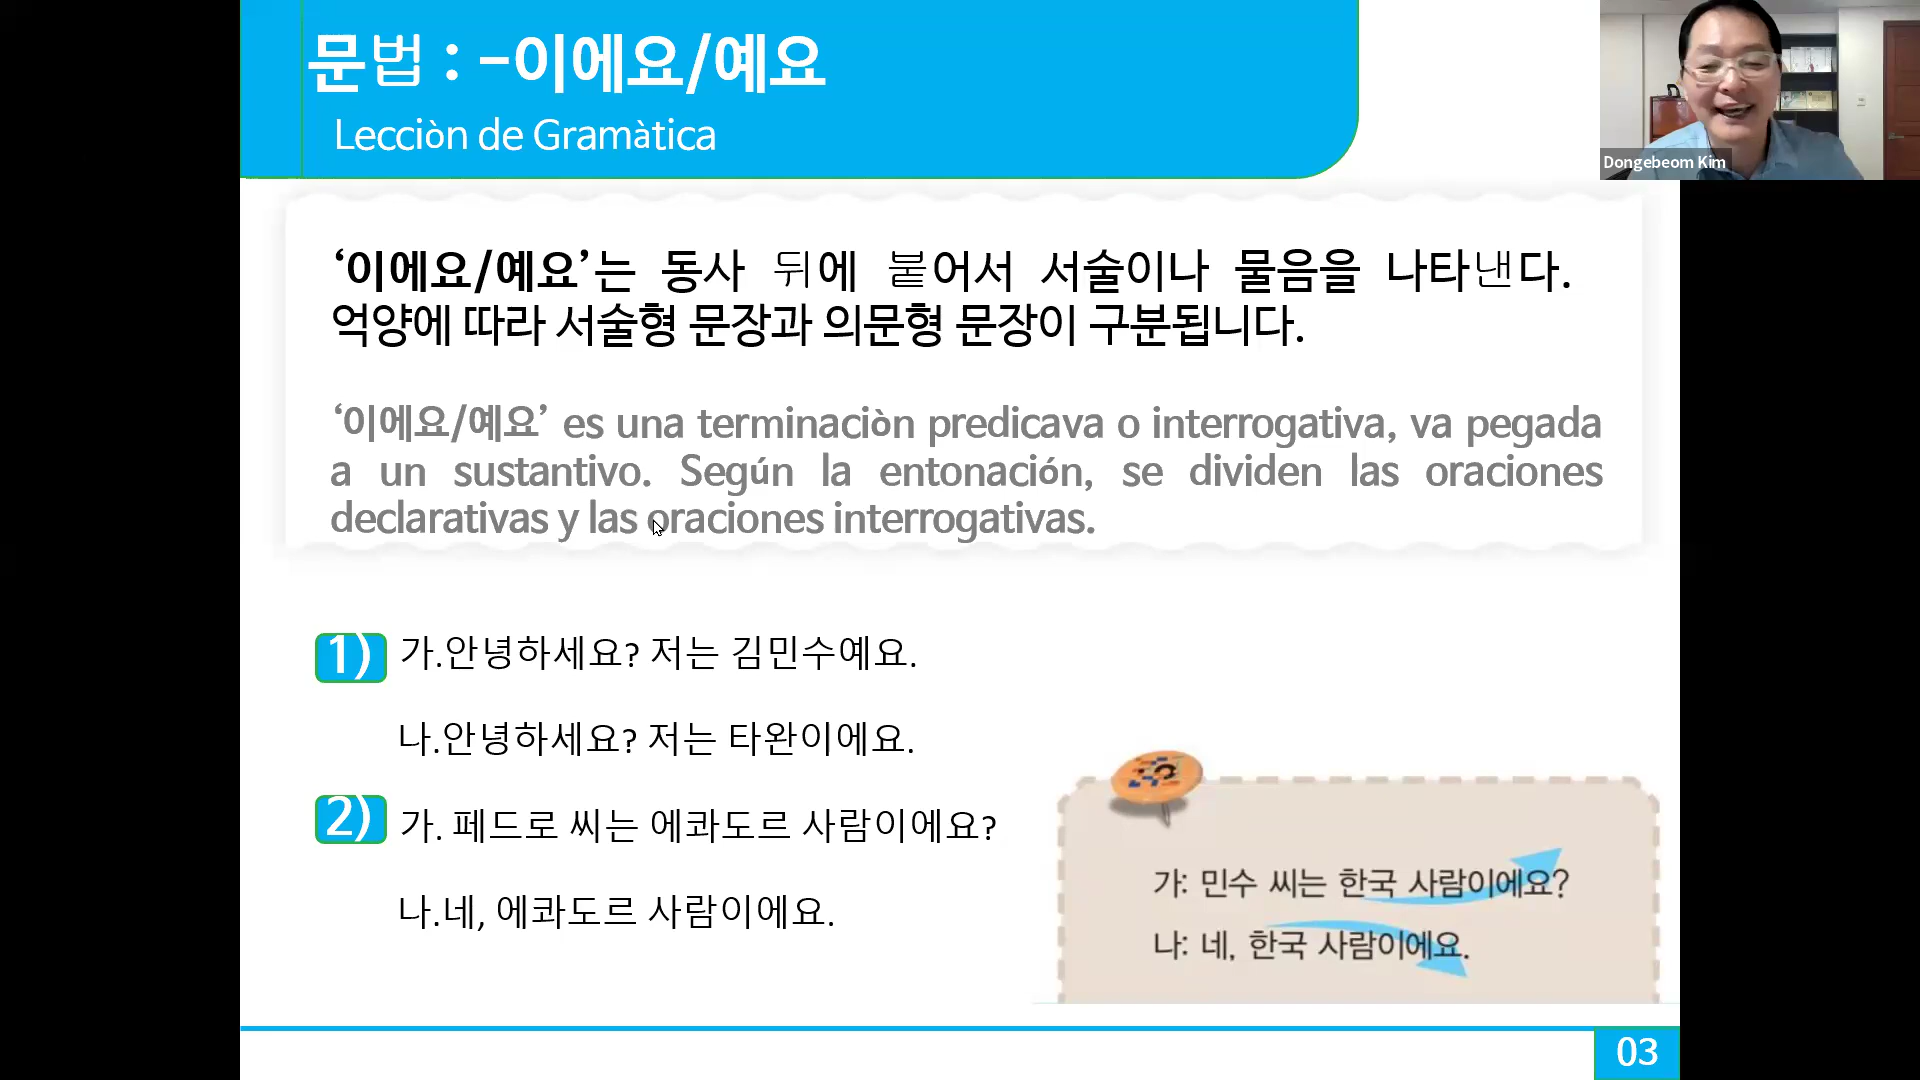 문법 : -이에요/예요
Lecciòn de Gramàtica
Dongebeom Kim
‘이에요/예요’는 동사 뒤에 붙어서 서술이나 물음을 나타낸다.
억양에 따라 서술형 문장과 의문형 문장이 구분됩니다.
‘이에요/예요’ es una terminaciòn predicava o interrogativa, va pegada
a un sustantivo. Según la entonación, se dividen las oraciones
declarativas y las oraciones interrogativas.
1) 가.안녕하세요? 저는 김민수예요.
나.안녕하세요? 저는 타완이에요.
2) 가. 페드로 씨는 에콰도르 사람이에요?
나.네, 에콰도르 사람이에요.
가: 민수 씨는 한국 사람이에요?
나: 네, 한국 사람이에요.
03